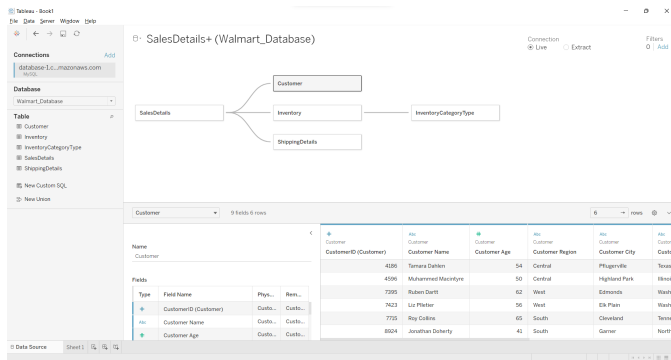 Tableau - Book1
File Data Server Window Help
SalesDetails+ (Walmart_Database)
Connection
Live Extract
Filters
0 Add
Connections Add
database-1.c...mazonaws.com
MySQL
Database
Walmart_Database
Table
Customer
Inventory
InventoryCategoryType
SalesDetails
ShippingDetails
New Custom SQL
New Union
Customer
SalesDetails Inventory InventoryCategoryType
ShippingDetails
Customer 9 fields 6 rows 6 rows
Name
Customer
Fields
Type Field Name Phys... Rem...
CustomerID (Customer) Custo... Custo...
Abc Customer Name Custo... Custo...
Customer Age Custo... Custo...
Abc Abc Abc Abc
Customer Customer Customer Customer Customer
CustomerID (Customer) Customer Name Customer Age Customer Region Customer City
4186 Tamara Dahlen 54 Central Pflugerville Texas
4596 Muhammed Macintyre 50 Central Highland Park Illinoi
7395 Ruben Dartt 62 West Edmonds Wash
7423 Liz Pelletier 56 West Elk Plain Wash
7715 Roy Collins 65 South Cleveland Tenne
8924 Jonathan Doherty 41 South Garner North
Data Source Sheet 1